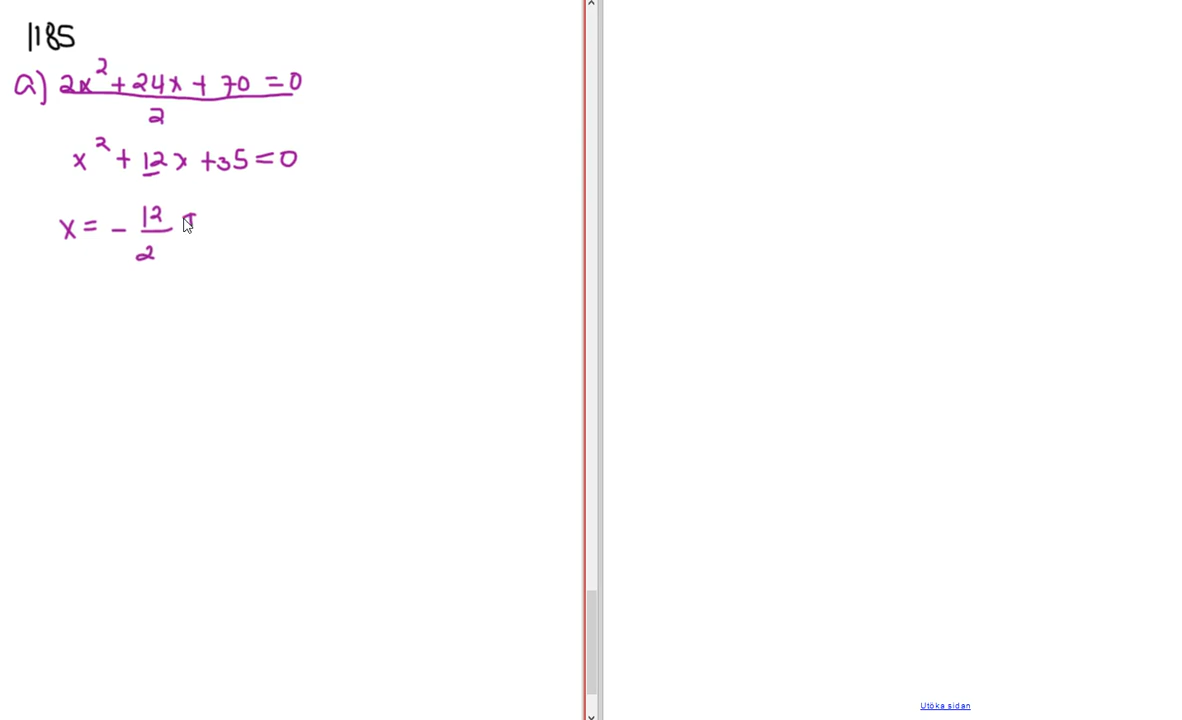 1185
a) 2x² + 24x + 70 = 0
2
x² + 12x + 35 = 0
x = - 12
2
Utöka sidan